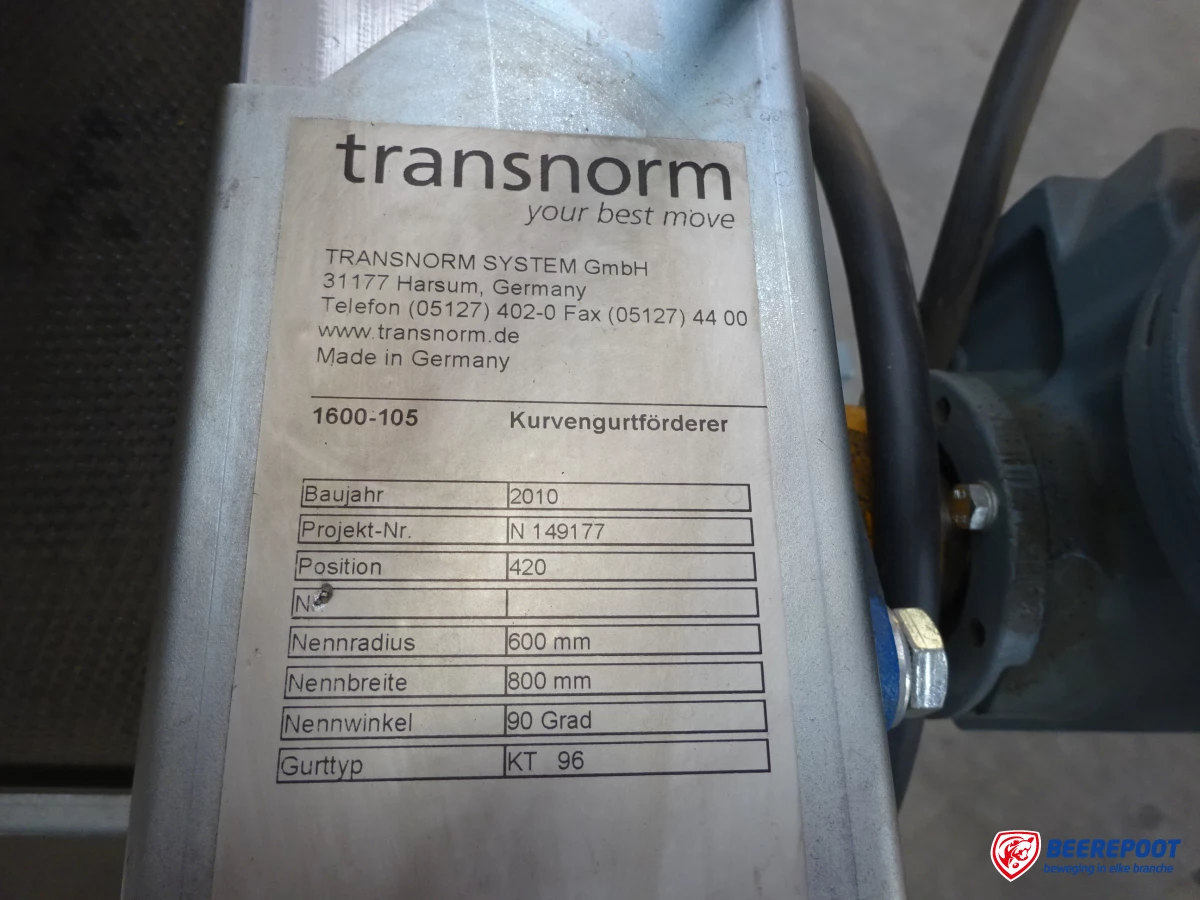 transnorm
your best move
TRANSNORM SYSTEM GmbH
31177 Harsum, Germany
Telefon (05127) 402-0 Fax (05127) 44 00
www.transnorm.de
Made in Germany
1600-105 Kurvengurtförderer
Baujahr 2010
Projekt-Nr. N 149177
Position 420
Nennradius 600 mm
Nennbreite 800 mm
Nennwinkel 90 Grad
Gurttyp KT 96
BEEREPOOT
beweging in elke branche